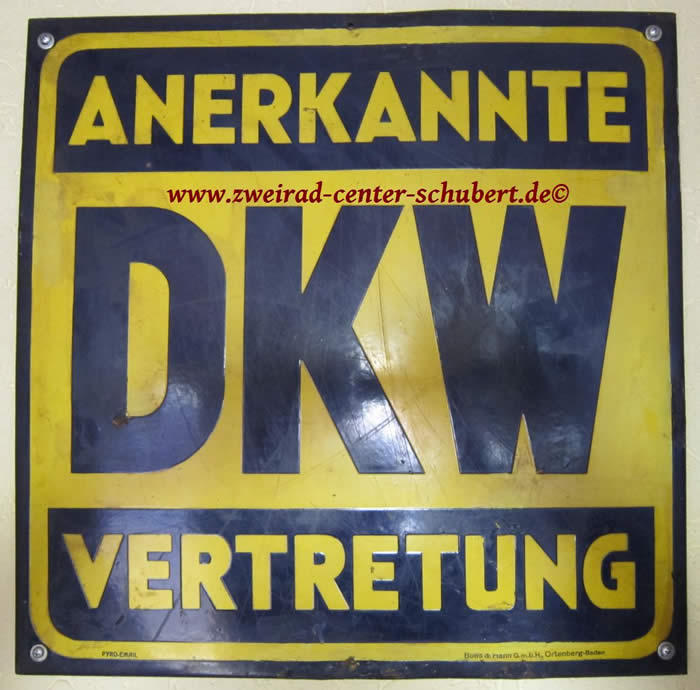 ANERKANNTE
www.zweirad-center-schubert.de©
DKW
VERTRETUNG
PYRO-EMAIL
Boos & Hahn G.m.b.H., Ortenberg-Baden